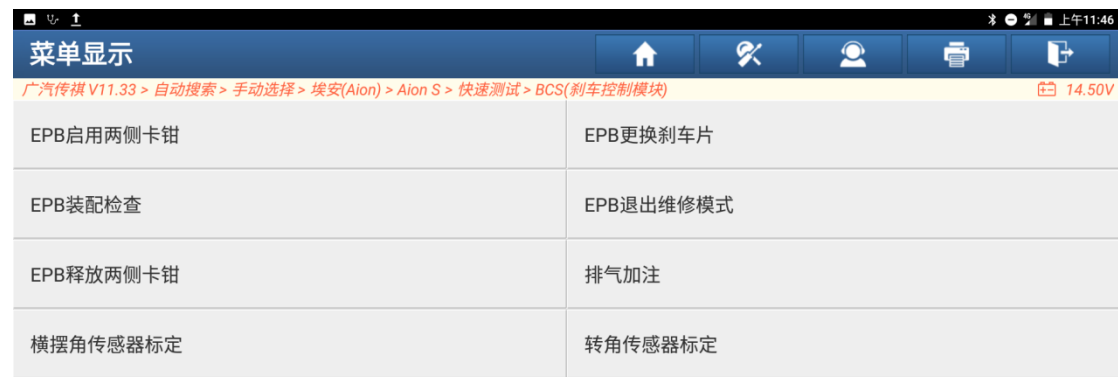 上午11:46
菜单显示
广汽传祺 V11.33 > 自动搜索 > 手动选择 > 埃安(Aion) > Aion S > 快速测试 > BCS(刹车控制模块) 14.50V
EPB启用两侧卡钳 EPB更换刹车片
EPB装配检查 EPB退出维修模式
EPB释放两侧卡钳 排气加注
横摆角传感器标定 转角传感器标定